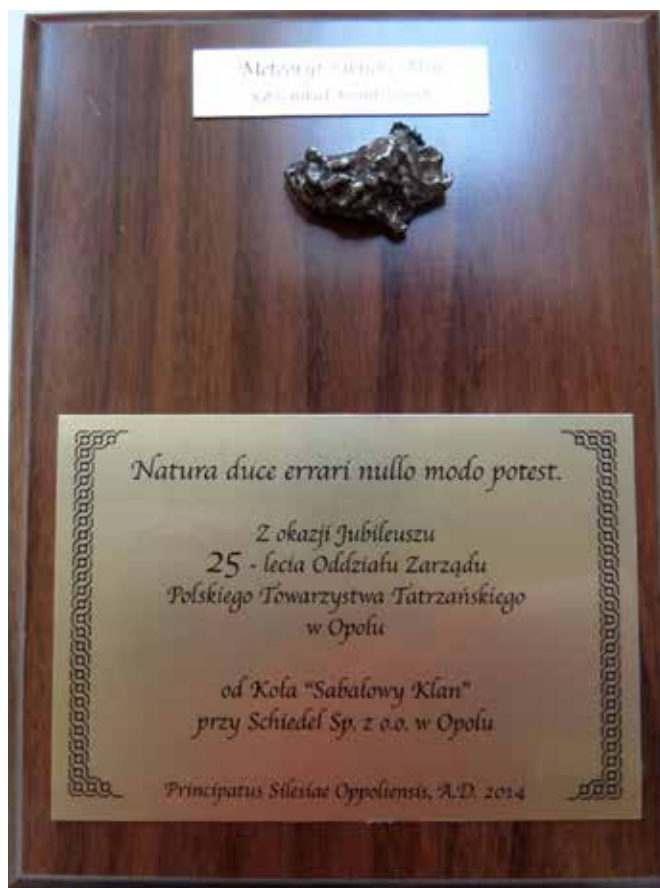 Meteoryt
Natura duce errari nullo modo potest.
Z okazji Jubileuszu
25 - lecia Oddziału Zarządu
Polskiego Towarzystwa Tatrzańskiego
w Opolu
od Koła "Sabałowy Klan"
przy Schiedel Sp. z o.o. w Opolu
Principatus Silesiae Oppoliensis, A.D. 2014